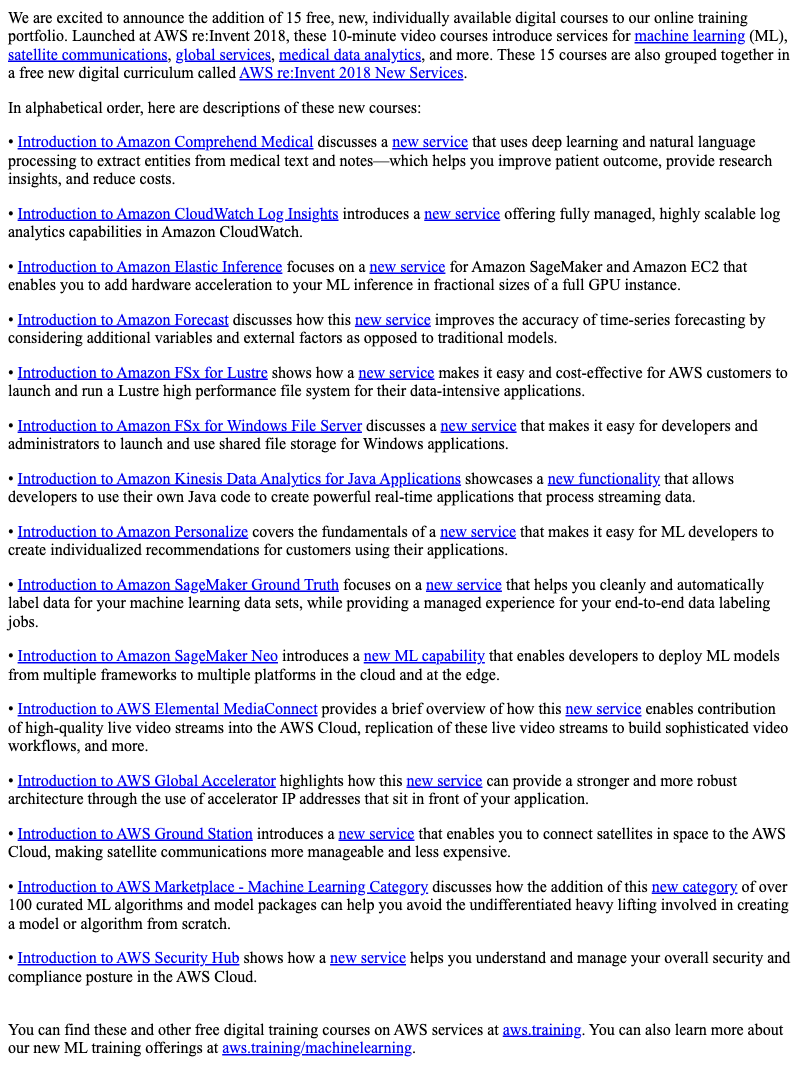 We are excited to announce the addition of 15 free, new, individually available digital courses to our online training
portfolio. Launched at AWS re:Invent 2018, these 10-minute video courses introduce services for machine learning (ML),
satellite communications, global services, medical data analytics, and more. These 15 courses are also grouped together in
a free new digital curriculum called AWS re:Invent 2018 New Services.
In alphabetical order, here are descriptions of these new courses:
• Introduction to Amazon Comprehend Medical discusses a new service that uses deep learning and natural language
processing to extract entities from medical text and notes—which helps you improve patient outcome, provide research
insights, and reduce costs.
• Introduction to Amazon CloudWatch Log Insights introduces a new service offering fully managed, highly scalable log
analytics capabilities in Amazon CloudWatch.
• Introduction to Amazon Elastic Inference focuses on a new service for Amazon SageMaker and Amazon EC2 that
enables you to add hardware acceleration to your ML inference in fractional sizes of a full GPU instance.
• Introduction to Amazon Forecast discusses how this new service improves the accuracy of time-series forecasting by
considering additional variables and external factors as opposed to traditional models.
• Introduction to Amazon FSx for Lustre shows how a new service makes it easy and cost-effective for AWS customers to
launch and run a Lustre high performance file system for their data-intensive applications.
• Introduction to Amazon FSx for Windows File Server discusses a new service that makes it easy for developers and
administrators to launch and use shared file storage for Windows applications.
• Introduction to Amazon Kinesis Data Analytics for Java Applications showcases a new functionality that allows
developers to use their own Java code to create powerful real-time applications that process streaming data.
• Introduction to Amazon Personalize covers the fundamentals of a new service that makes it easy for ML developers to
create individualized recommendations for customers using their applications.
• Introduction to Amazon SageMaker Ground Truth focuses on a new service that helps you cleanly and automatically
label data for your machine learning data sets, while providing a managed experience for your end-to-end data labeling
jobs.
• Introduction to Amazon SageMaker Neo introduces a new ML capability that enables developers to deploy ML models
from multiple frameworks to multiple platforms in the cloud and at the edge.
• Introduction to AWS Elemental MediaConnect provides a brief overview of how this new service enables contribution
of high-quality live video streams into the AWS Cloud, replication of these live video streams to build sophisticated video
workflows, and more.
• Introduction to AWS Global Accelerator highlights how this new service can provide a stronger and more robust
architecture through the use of accelerator IP addresses that sit in front of your application.
• Introduction to AWS Ground Station introduces a new service that enables you to connect satellites in space to the AWS
Cloud, making satellite communications more manageable and less expensive.
• Introduction to AWS Marketplace - Machine Learning Category discusses how the addition of this new category of over
100 curated ML algorithms and model packages can help you avoid the undifferentiated heavy lifting involved in creating
a model or algorithm from scratch.
• Introduction to AWS Security Hub shows how a new service helps you understand and manage your overall security and
compliance posture in the AWS Cloud.
You can find these and other free digital training courses on AWS services at aws.training. You can also learn more about
our new ML training offerings at aws.training/machinelearning.